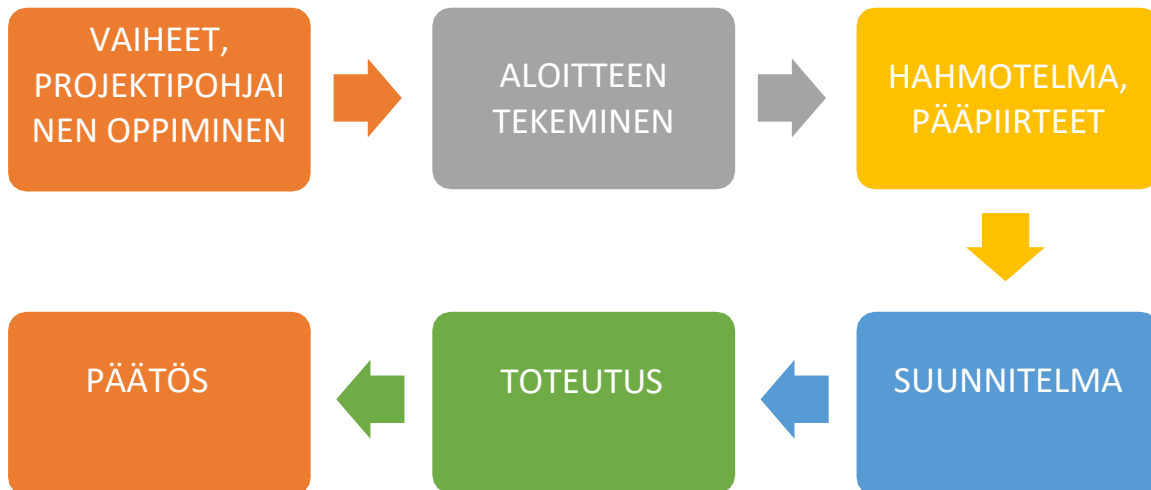 VAIHEET,
PROJEKTIPOHJAI
NEN OPPIMINEN
ALOITTEEN
TEKEMINEN
HAHMOTELMA,
PÄÄPIIRTEET
SUUNNITELMA
TOTEUTUS
PÄÄTÖS